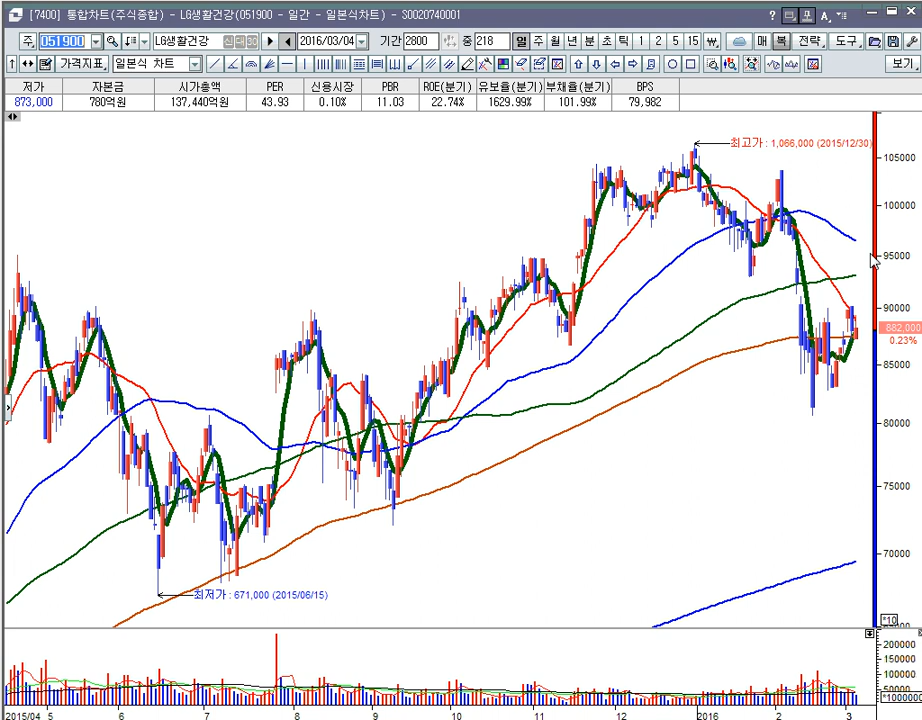 [7400] 통합차트(주식종합) - LG생활건강(051900 - 일간 - 일본식차트) - S0020740001
주 051900 LG생활건강 2016/03/04 기간 2800 중 218 일 주 월 년 분 초 틱 1 2 5 15 매 복 전략 도구
가격지표 일본식 차트 보기
저가 자본금 시가총액 PER 신용시장 PBR ROE(분기) 유보율(분기) 부채율(분기) BPS
873,000 780억원 137,440억원 43.93 0.10% 11.03 22.74% 1629.99% 101.99% 79,982
최고가 : 1,066,000 (2015/12/30)
105000
100000
95000
90000
882,000
0.23%
85000
80000
75000
70000
최저가 : 671,000 (2015/06/15)
*10
200000
150000
100000
50000
*1000000
2015/04 5 6 7 8 9 10 11 12 2016 2 3